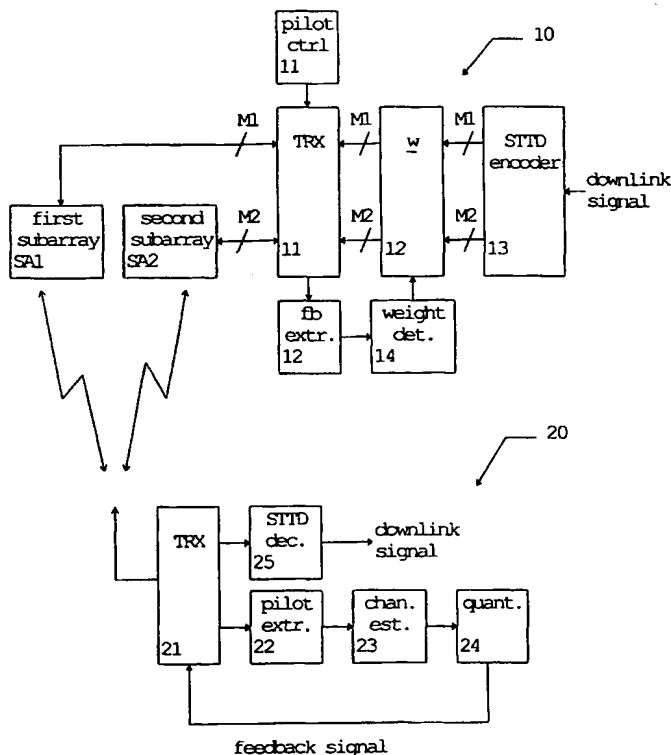 pilot
ctrl
11
10
M1
M1
M1
TRX
w
STTD
encoder
downlink
signal
first
subarray
SA1
second
subarray
SA2
M2
M2
M2
11
12
13
fb
extr.
12
weight
det.
14
20
TRX
21
STTD
dec.
25
downlink
signal
pilot
extr.
22
chan.
est.
23
quant.
24
feedback signal